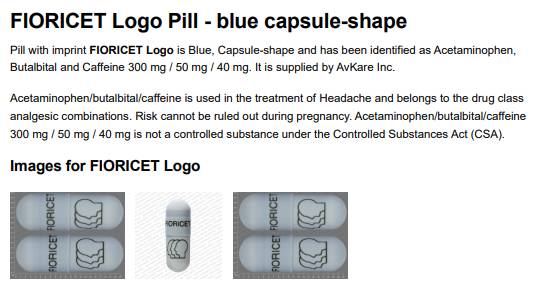 FIORICET Logo Pill - blue capsule-shape
Pill with imprint FIORICET Logo is Blue, Capsule-shape and has been identified as Acetaminophen,
Butalbital and Caffeine 300 mg / 50 mg / 40 mg. It is supplied by AvKare Inc.
Acetaminophen/butalbital/caffeine is used in the treatment of Headache and belongs to the drug class
analgesic combinations. Risk cannot be ruled out during pregnancy. Acetaminophen/butalbital/caffeine
300 mg / 50 mg / 40 mg is not a controlled substance under the Controlled Substances Act (CSA).
Images for FIORICET Logo
FIORICET
FIORICET
FIORICET
FIORICET
FIORICET